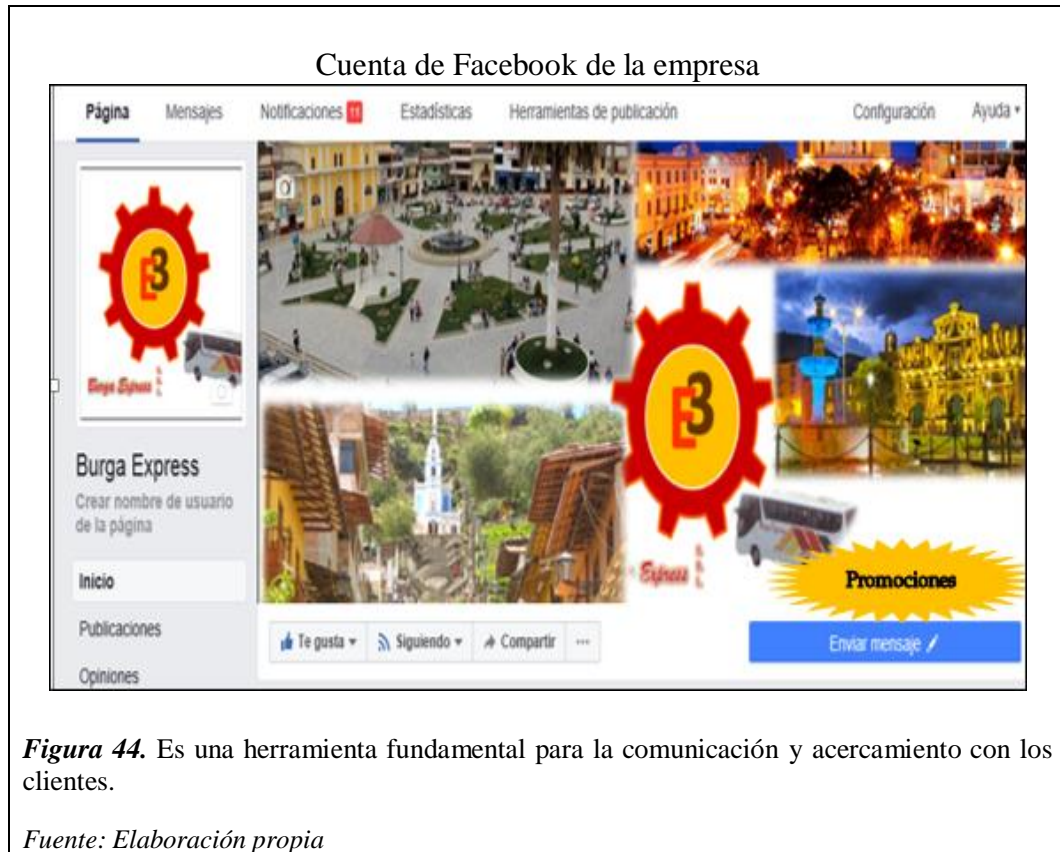 Cuenta de Facebook de la empresa
Página Mensajes Notificaciones 11 Estadísticas Herramientas de publicación Configuración Ayuda
E3
Burga Express S.R.L
Burga Express
Crear nombre de usuario
de la página
Inicio
Publicaciones
Opiniones
E3
Express
Promociones
Te gusta Siguiendo Compartir ...
Enviar mensaje
Figura 44. Es una herramienta fundamental para la comunicación y acercamiento con los
clientes.
Fuente: Elaboración propia